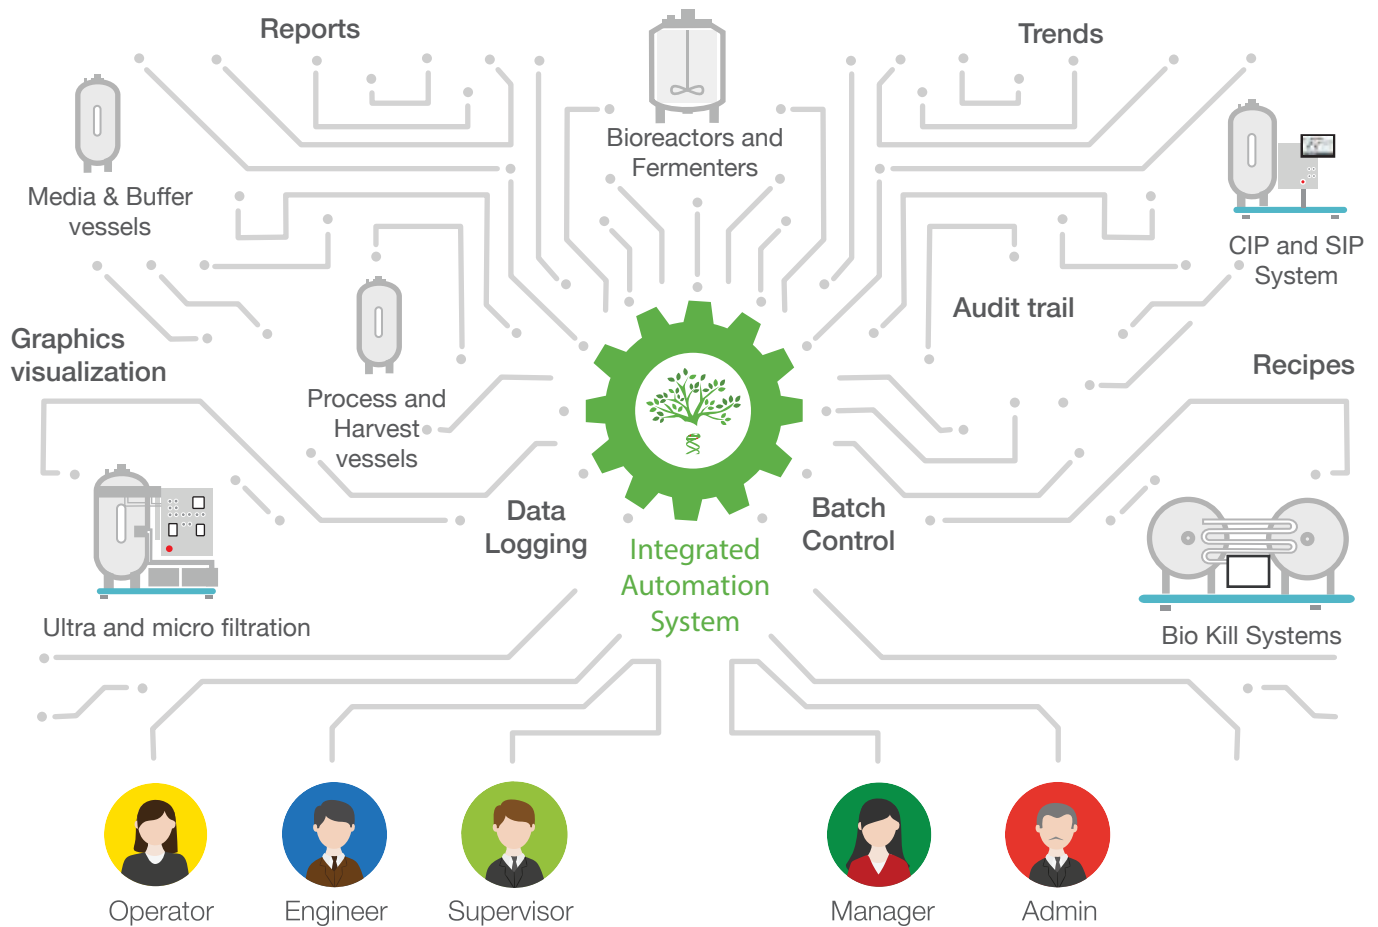 Reports
Trends
Bioreactors and
Fermenters
Media & Buffer
vessels
CIP and SIP
System
Audit trail
Graphics
visualization
Recipes
Process and
Harvest
vessels
Data
Logging
Batch
Control
Integrated
Automation
System
Ultra and micro filtration
Bio Kill Systems
Operator
Engineer
Supervisor
Manager
Admin